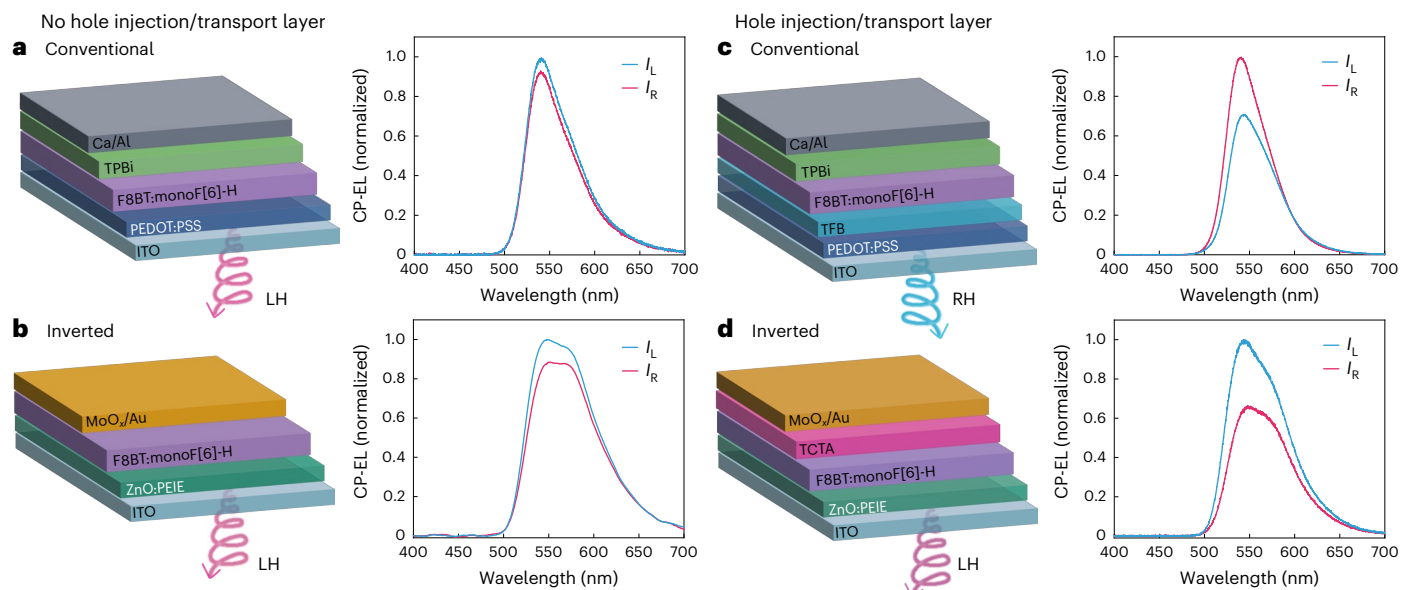 No hole injection/transport layer
a Conventional
Ca/Al
TPBi
F8BT:monoF[6]-H
PEDOT:PSS
ITO
LH
CP-EL (normalized)
1.0
0.8
0.6
0.4
0.2
0
400 450 500 550 600 650 700
Wavelength (nm)
I_L
I_R
b Inverted
MoOₓ/Au
F8BT:monoF[6]-H
ZnO:PEIE
ITO
LH
CP-EL (normalized)
1.0
0.8
0.6
0.4
0.2
0
400 450 500 550 600 650 700
Wavelength (nm)
I_L
I_R
Hole injection/transport layer
c Conventional
Ca/Al
TPBi
F8BT:monoF[6]-H
TFB
PEDOT:PSS
ITO
RH
CP-EL (normalized)
1.0
0.8
0.6
0.4
0.2
0
400 450 500 550 600 650 700
Wavelength (nm)
I_L
I_R
d Inverted
MoOₓ/Au
TCTA
F8BT:monoF[6]-H
ZnO:PEIE
ITO
LH
CP-EL (normalized)
1.0
0.8
0.6
0.4
0.2
0
400 450 500 550 600 650 700
Wavelength (nm)
I_L
I_R